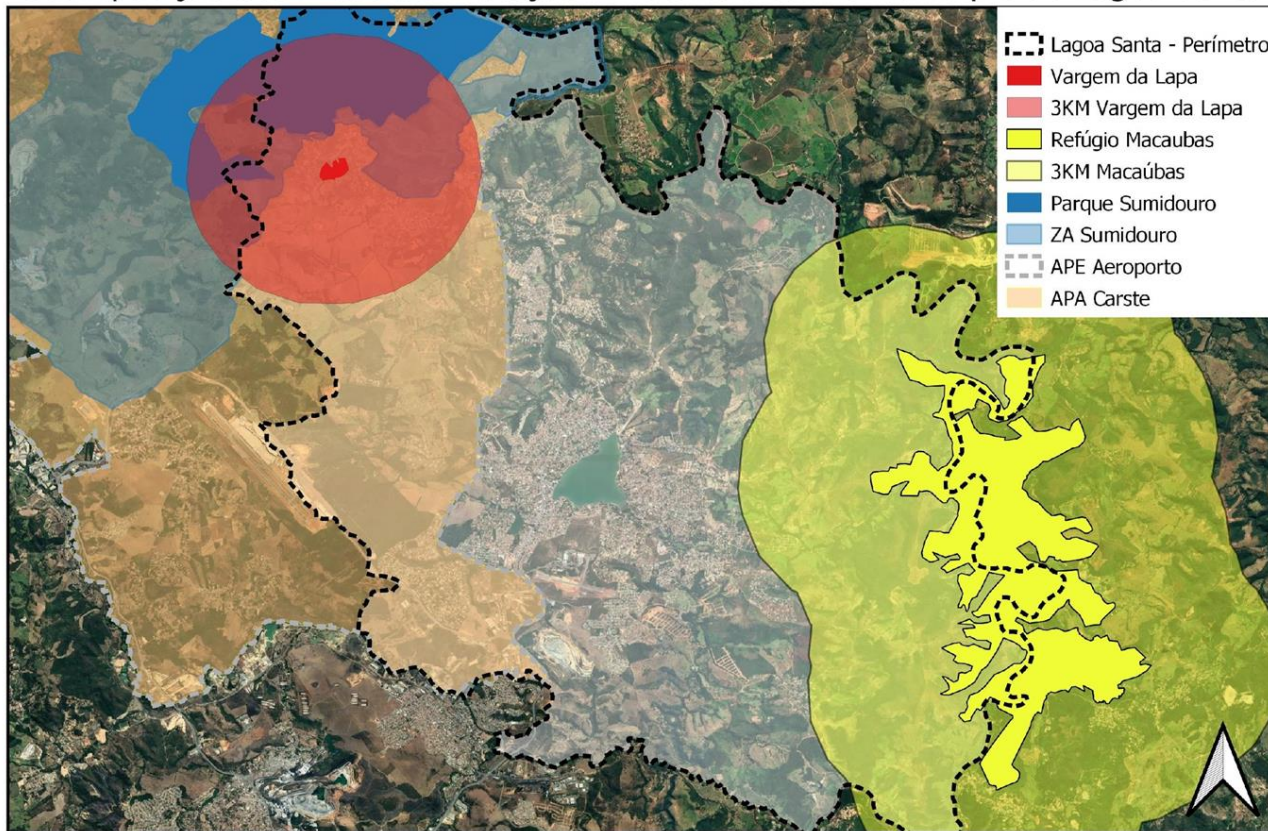 Lagoa Santa - Perímetro
Vargem da Lapa
3KM Vargem da Lapa
Refúgio Macaubas
3KM Macaúbas
Parque Sumidouro
ZA Sumidouro
APE Aeroporto
APA Carste